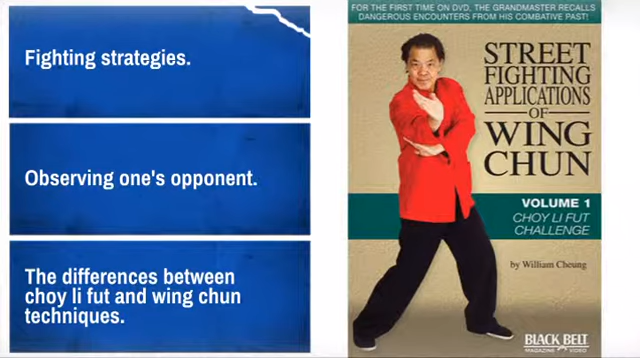 Fighting strategies.
Observing one's opponent.
The differences between
choy li fut and wing chun
techniques.
FOR THE FIRST TIME ON DVD, THE GRANDMASTER RECALLS
DANGEROUS ENCOUNTERS FROM HIS COMBATIVE PAST!
STREET
FIGHTING
APPLICATIONS
OF
WING
CHUN
VOLUME 1
CHOY LI FUT
CHALLENGE
by William Cheung
BLACK BELT
MAGAZINE VIDEO